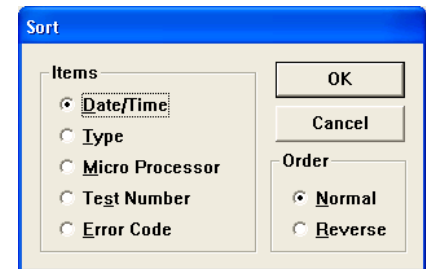 Sort
Items
Date/Time
Type
Micro Processor
Test Number
Error Code
OK
Cancel
Order
Normal
Reverse